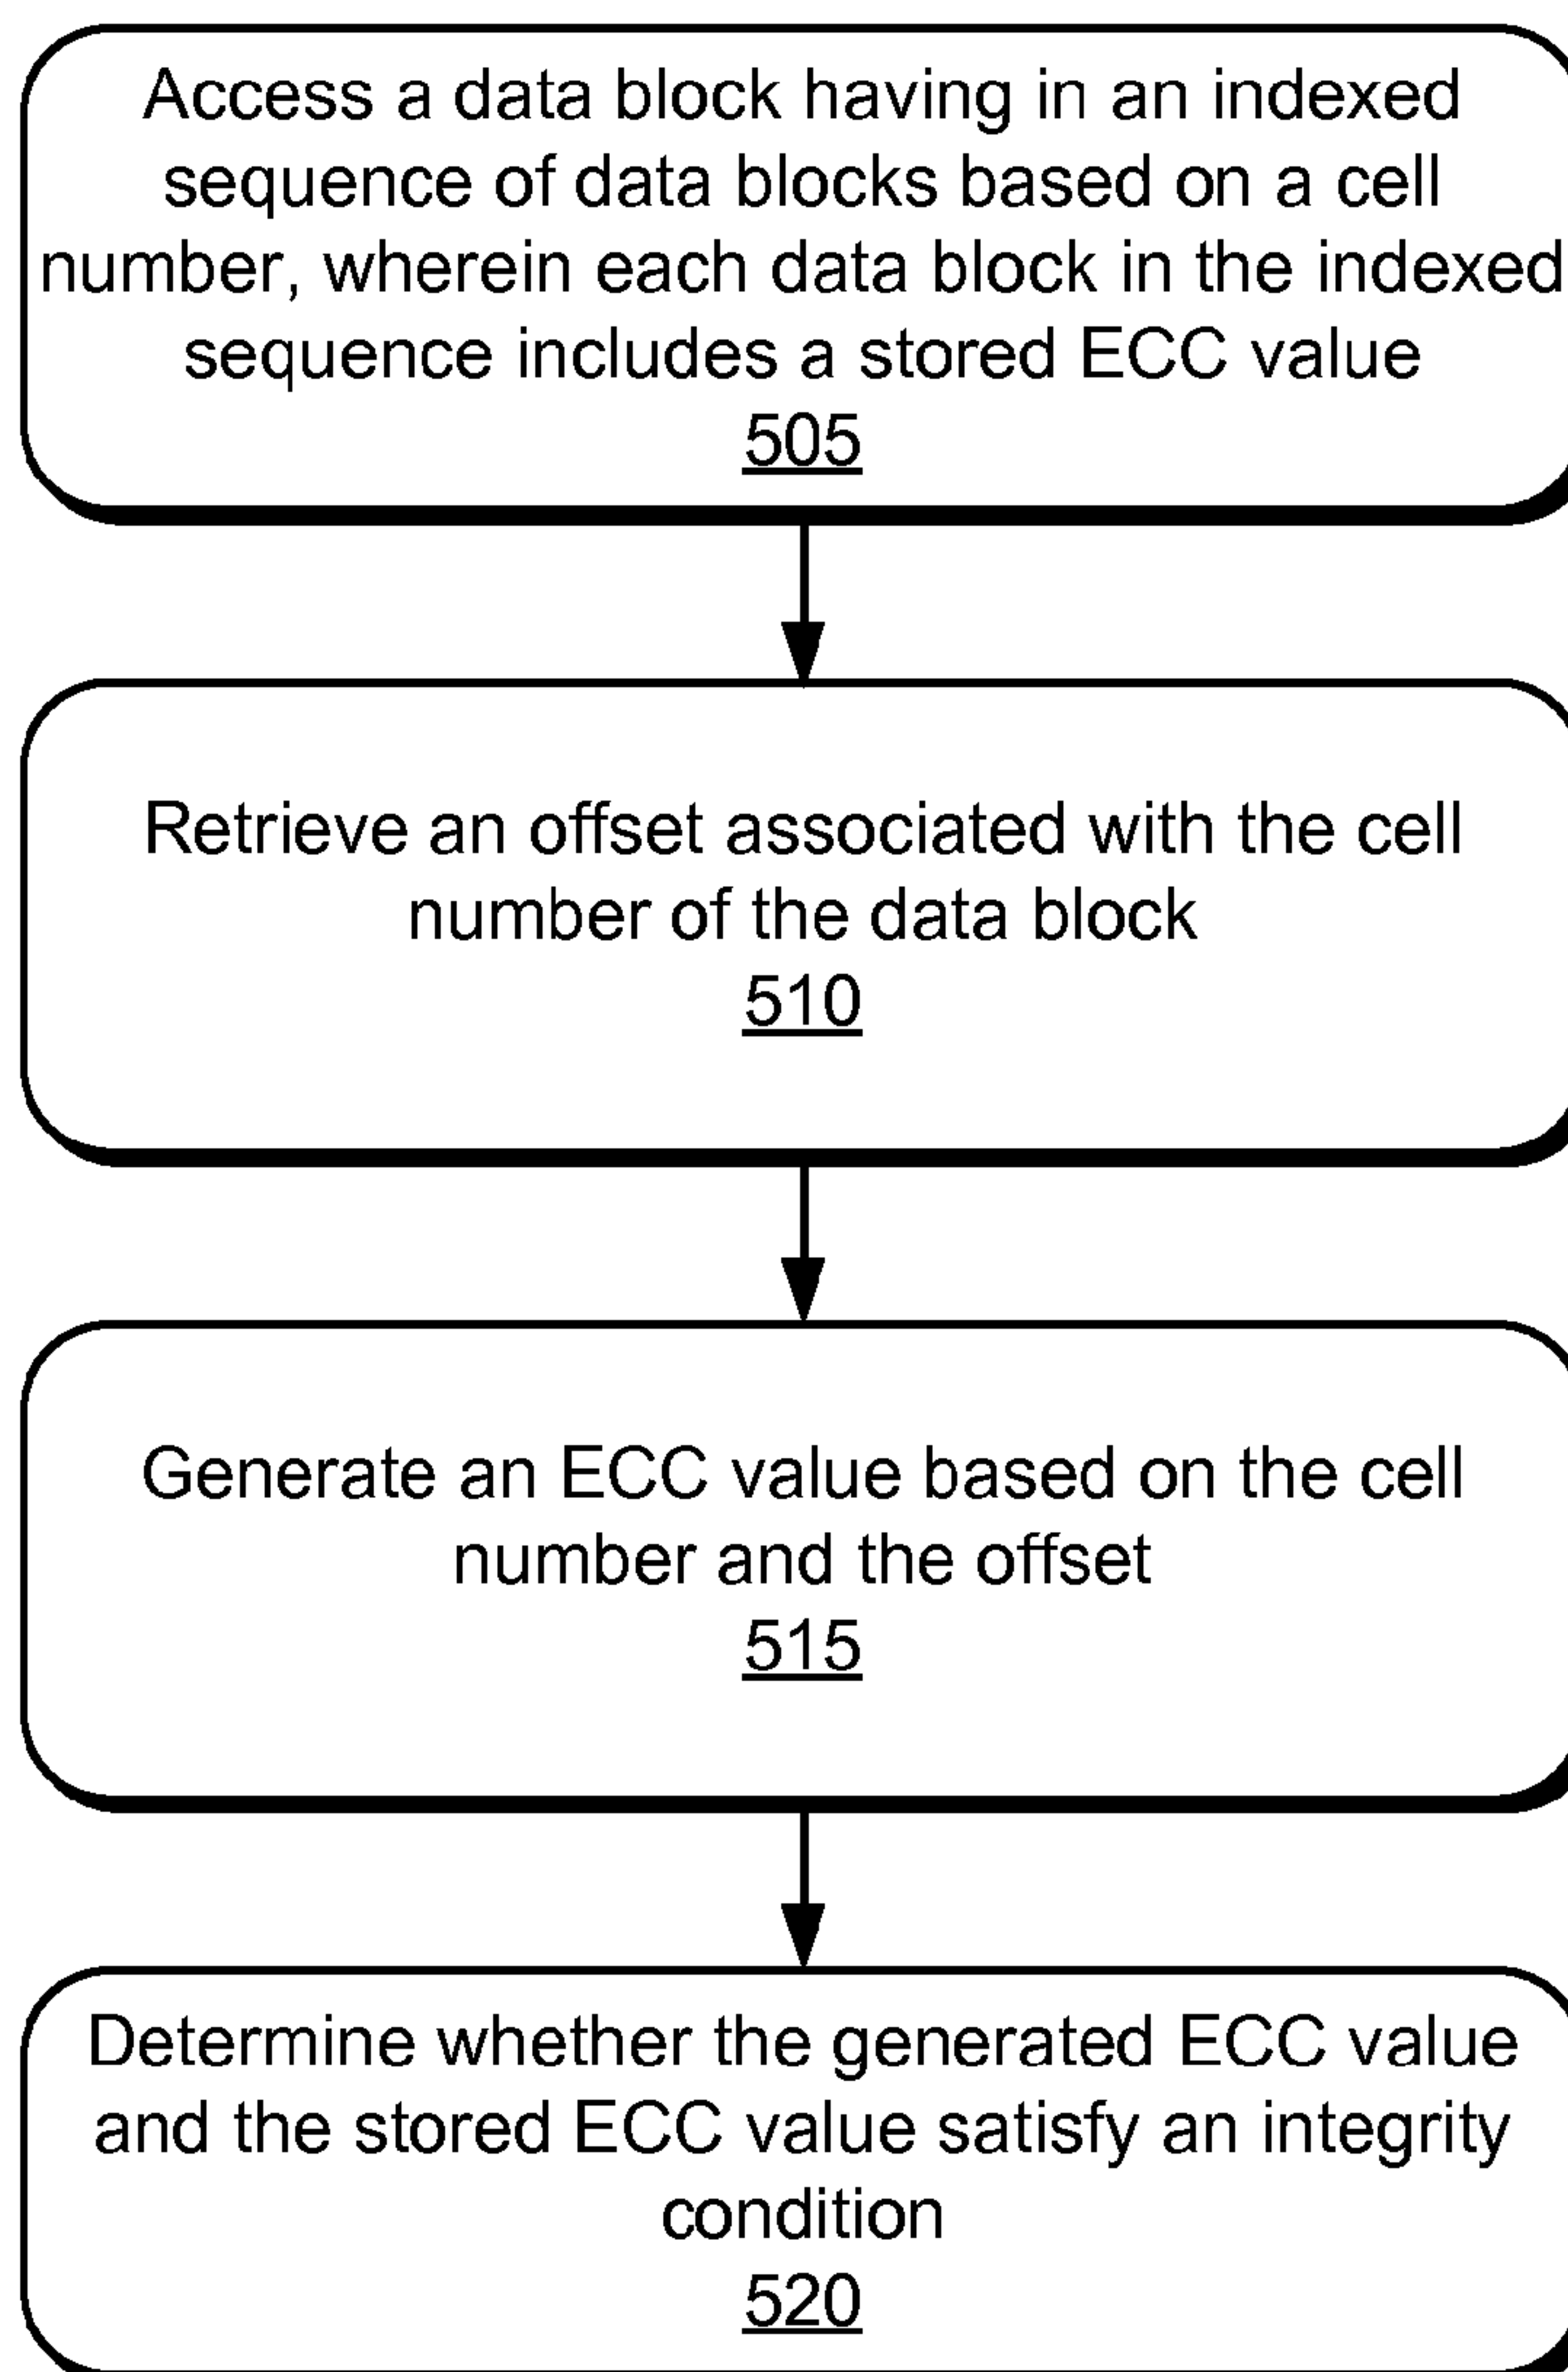 Access a data block having in an indexed
sequence of data blocks based on a cell
number, wherein each data block in the indexed
sequence includes a stored ECC value
505
Retrieve an offset associated with the cell
number of the data block
510
Generate an ECC value based on the cell
number and the offset
515
Determine whether the generated ECC value
and the stored ECC value satisfy an integrity
condition
520